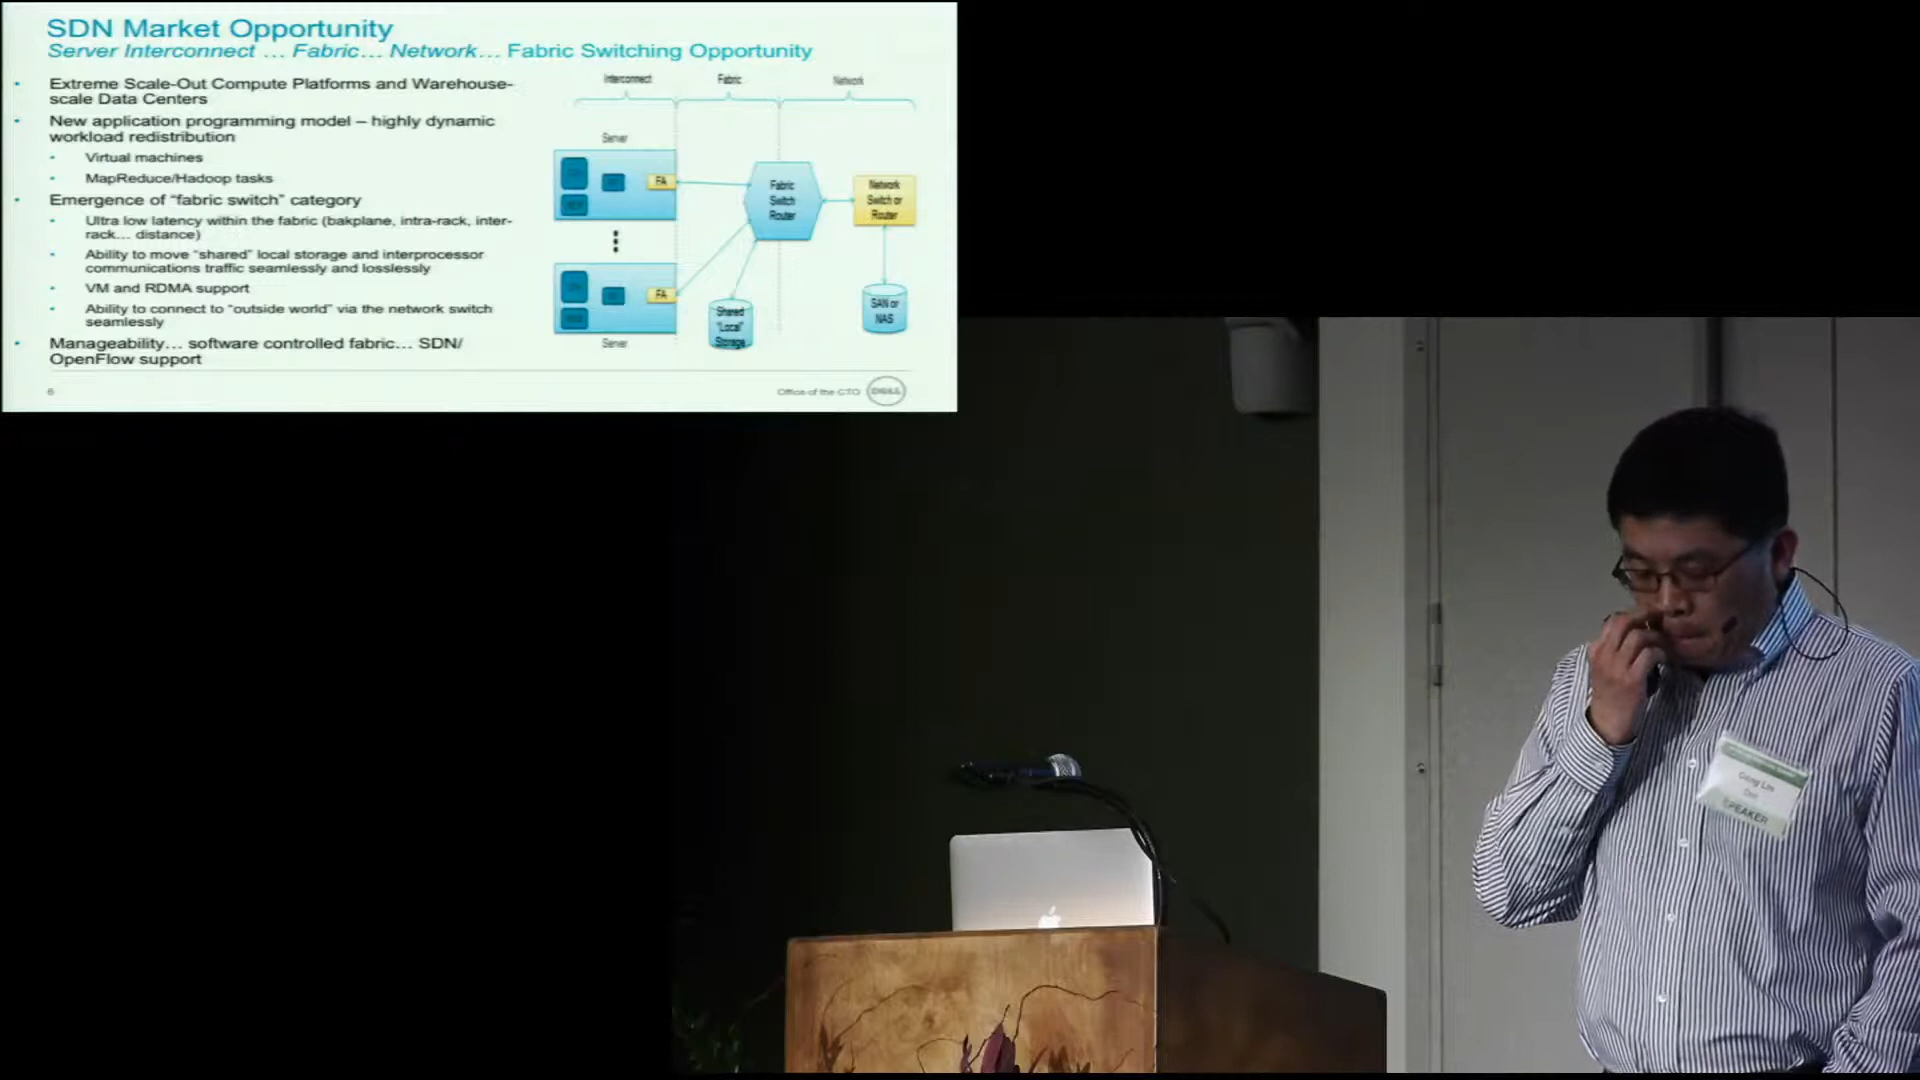 SDN Market Opportunity
Server Interconnect … Fabric… Network… Fabric Switching Opportunity
Extreme Scale-Out Compute Platforms and Warehouse-
scale Data Centers
New application programming model – highly dynamic
workload redistribution
Virtual machines
MapReduce/Hadoop tasks
Emergence of “fabric switch” category
Ultra low latency within the fabric (bakplane, intra-rack, inter-
rack… distance)
Ability to move “shared” local storage and interprocessor
communications traffic seamlessly and losslessly
VM and RDMA support
Ability to connect to “outside world” via the network switch
seamlessly
Manageability… software controlled fabric… SDN/
OpenFlow support
Interconnect
Fabric
Network
Server
FA
Fabric
Switch
Router
Network
Switch or
Router
FA
Shared
“Local”
Storage
SAN or
NAS
Server
6
Office of the CTO
DELL
Geng Lin
Dell
SPEAKER